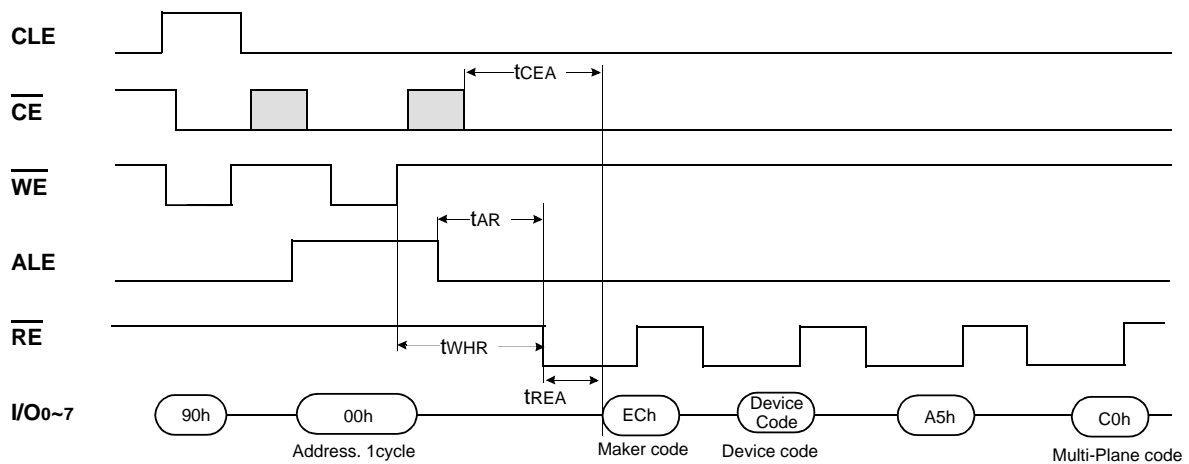 CLE
tCEA
CE
WE
tAR
ALE
RE
tWHR
tREA
I/O0~7
90h
00h
ECh
Device
Code
A5h
C0h
Address. 1cycle
Maker code
Device code
Multi-Plane code